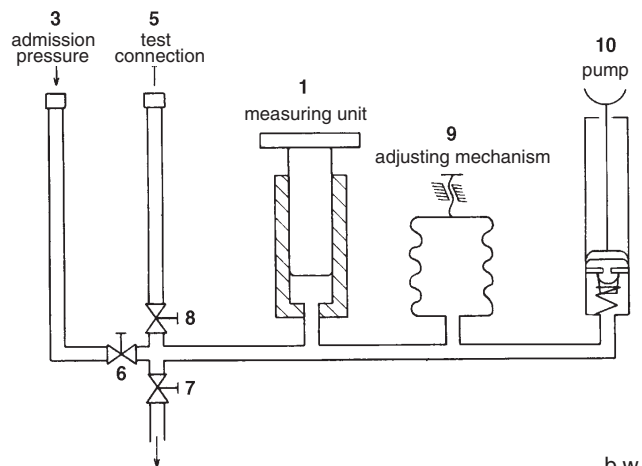 3
admission
pressure
5
test
connection
1
measuring unit
9
adjusting mechanism
10
pump
8
6
7
b.w